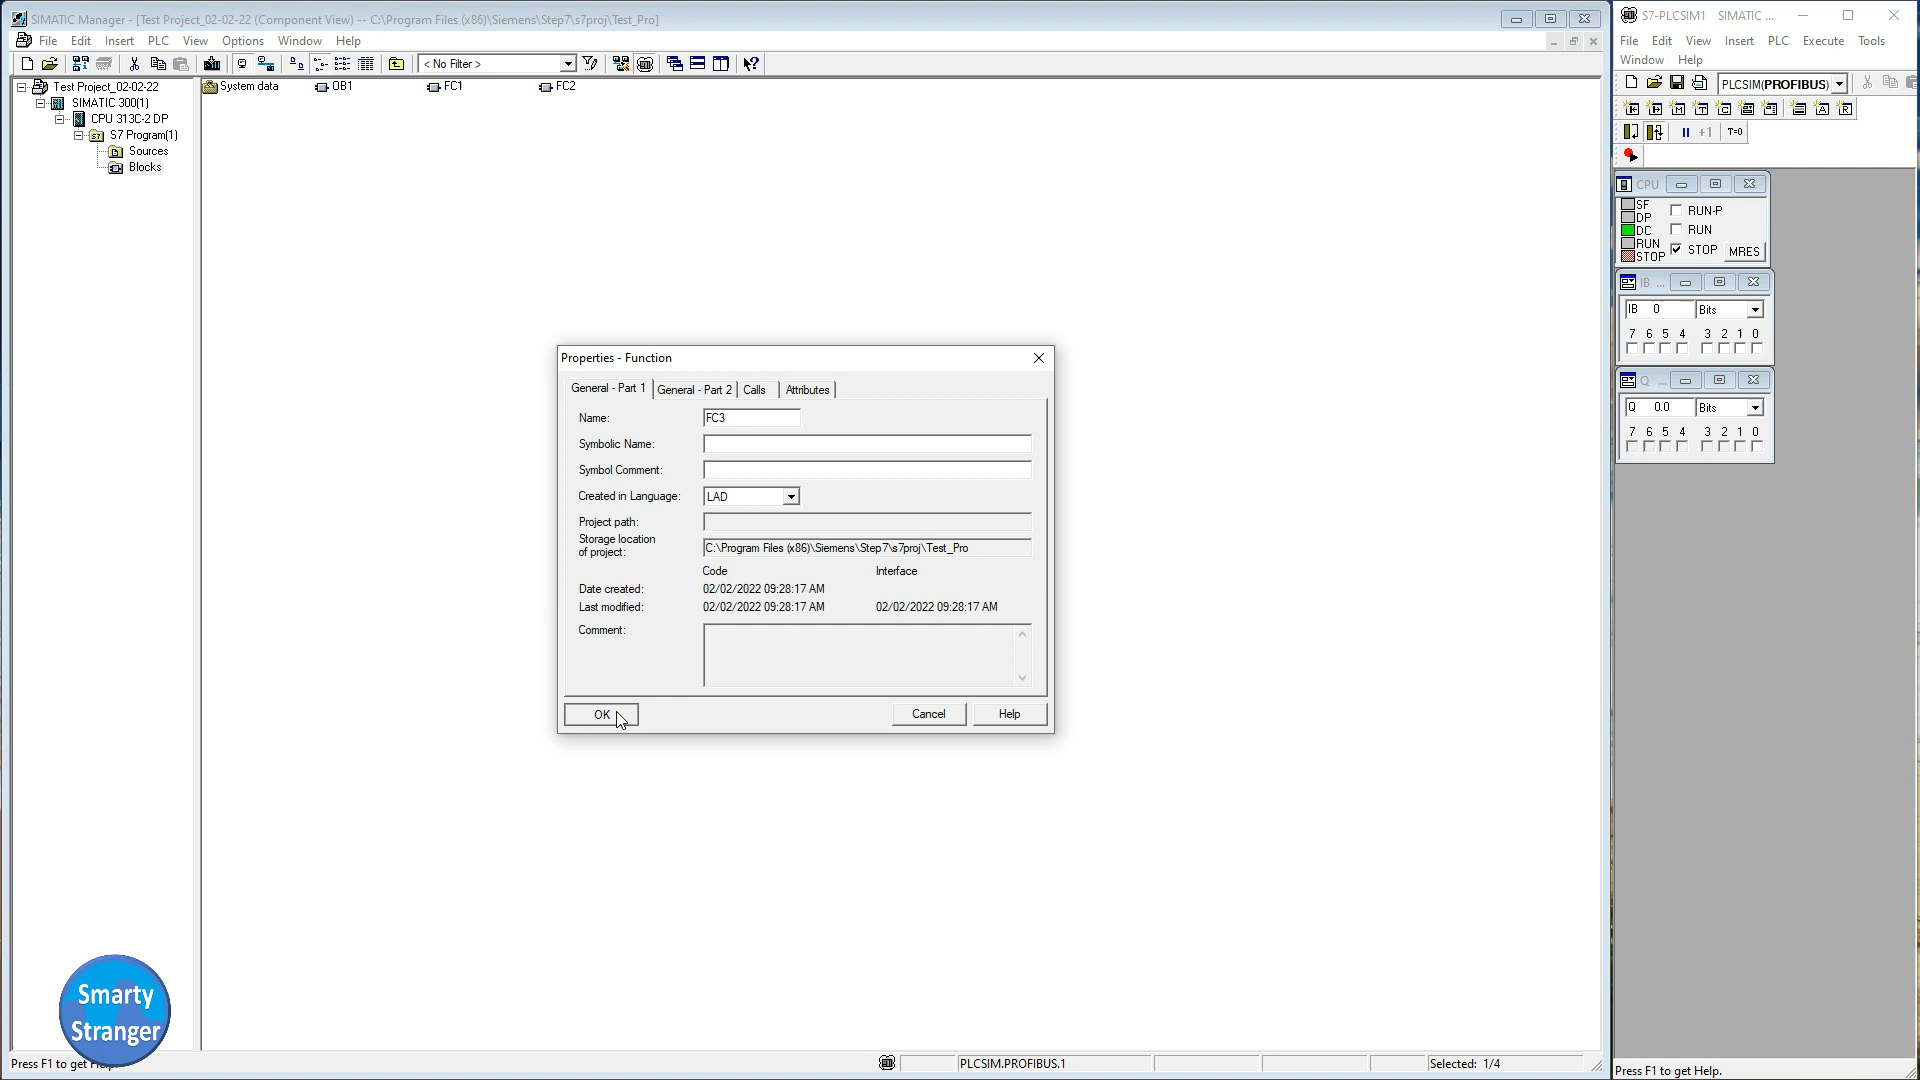 SIMATIC Manager - [Test Project_02-02-22 (Component View) -- C:\Program Files (x86)\Siemens\Step7\s7proj\Test_Pro]
File Edit Insert PLC View Options Window Help
< No Filter >
Test Project_02-02-22
SIMATIC 300(1)
CPU 313C-2 DP
S7 Program(1)
Sources
Blocks
System data OB1 FC1 FC2
Properties - Function
General - Part 1 General - Part 2 Calls Attributes
Name: FC3
Symbolic Name:
Symbol Comment:
Created in Language: LAD
Project path:
Storage location
of project: C:\Program Files (x86)\Siemens\Step7\s7proj\Test_Pro
Code Interface
Date created: 02/02/2022 09:28:17 AM
Last modified: 02/02/2022 09:28:17 AM 02/02/2022 09:28:17 AM
Comment:
OK Cancel Help
S7-PLCSIM1 SIMATIC ...
File Edit View Insert PLC Execute Tools
Window Help
PLCSIM(PROFIBUS)
+1 T=0
CPU
SF
DP RUN-P
DC RUN
RUN STOP MRES
STOP
IB ...
IB 0 Bits
7 6 5 4 3 2 1 0
Q ...
Q 0.0 Bits
7 6 5 4 3 2 1 0
Smarty
Stranger
Press F1 to get
PLCSIM.PROFIBUS.1
Selected: 1/4
Press F1 to get Help.